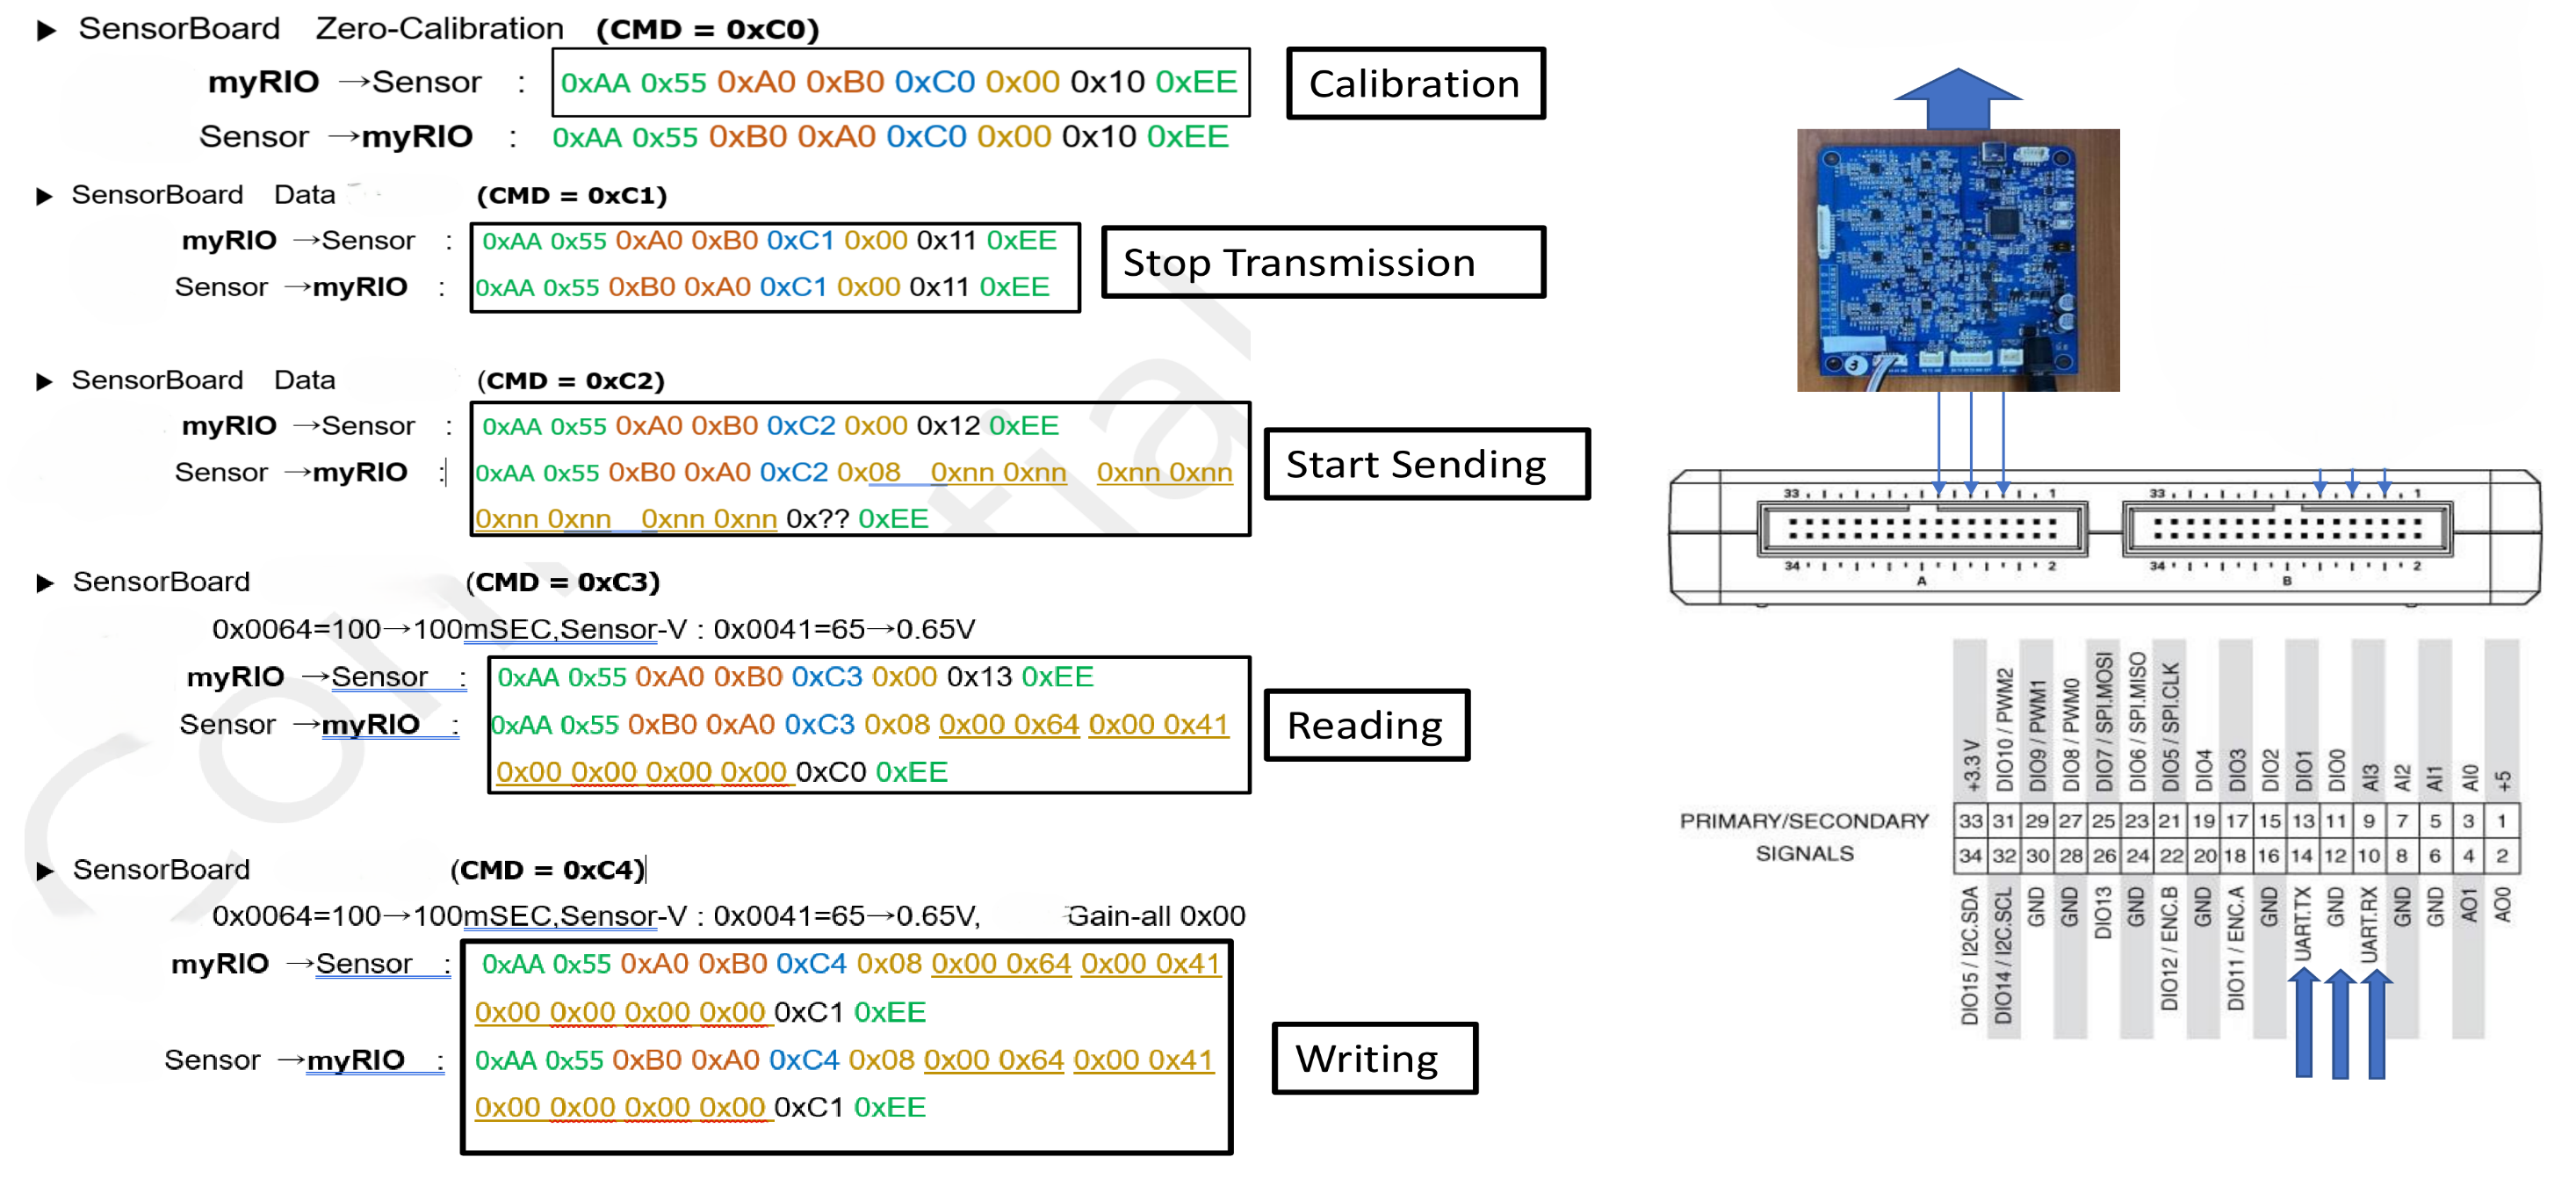 ▶ SensorBoard Zero-Calibration (CMD = 0xC0)
myRIO →Sensor : 0xAA 0x55 0xA0 0xB0 0xC0 0x00 0x10 0xEE
Calibration
Sensor →myRIO : 0xAA 0x55 0xB0 0xA0 0xC0 0x00 0x10 0xEE
▶ SensorBoard Data (CMD = 0xC1)
myRIO →Sensor : 0xAA 0x55 0xA0 0xB0 0xC1 0x00 0x11 0xEE
Sensor →myRIO : 0xAA 0x55 0xB0 0xA0 0xC1 0x00 0x11 0xEE
Stop Transmission
▶ SensorBoard Data (CMD = 0xC2)
myRIO →Sensor : 0xAA 0x55 0xA0 0xB0 0xC2 0x00 0x12 0xEE
Sensor →myRIO : 0xAA 0x55 0xB0 0xA0 0xC2 0x08 0xnn 0xnn 0xnn 0xnn
0xnn 0xnn 0xnn 0xnn 0x?? 0xEE
Start Sending
▶ SensorBoard (CMD = 0xC3)
0x0064=100→100mSEC,Sensor-V : 0x0041=65→0.65V
myRIO →Sensor : 0xAA 0x55 0xA0 0xB0 0xC3 0x00 0x13 0xEE
Sensor →myRIO : 0xAA 0x55 0xB0 0xA0 0xC3 0x08 0x00 0x64 0x00 0x41
0x00 0x00 0x00 0x00 0xC0 0xEE
Reading
▶ SensorBoard (CMD = 0xC4)
0x0064=100→100mSEC,Sensor-V : 0x0041=65→0.65V, Gain-all 0x00
myRIO →Sensor : 0xAA 0x55 0xA0 0xB0 0xC4 0x08 0x00 0x64 0x00 0x41
0x00 0x00 0x00 0x00 0xC1 0xEE
Sensor →myRIO : 0xAA 0x55 0xB0 0xA0 0xC4 0x08 0x00 0x64 0x00 0x41
0x00 0x00 0x00 0x00 0xC1 0xEE
Writing
3
33 1 33 1
34 2 34 2
A B
+3.3 V
DIO10 / PWM2
DIO9 / PWM1
DIO8 / PWM0
DIO7 / SPI.MOSI
DIO6 / SPI.MISO
DIO5 / SPI.CLK
DIO4
DIO3
DIO2
DIO1
DIO0
AI3
AI2
AI1
AI0
+5
PRIMARY/SECONDARY 33 31 29 27 25 23 21 19 17 15 13 11 9 7 5 3 1
SIGNALS 34 32 30 28 26 24 22 20 18 16 14 12 10 8 6 4 2
DIO15 / I2C.SDA
DIO14 / I2C.SCL
GND
GND
DIO13
GND
DIO12 / ENC.B
GND
DIO11 / ENC.A
GND
UART.TX
GND
UART.RX
GND
GND
AO1
AO0